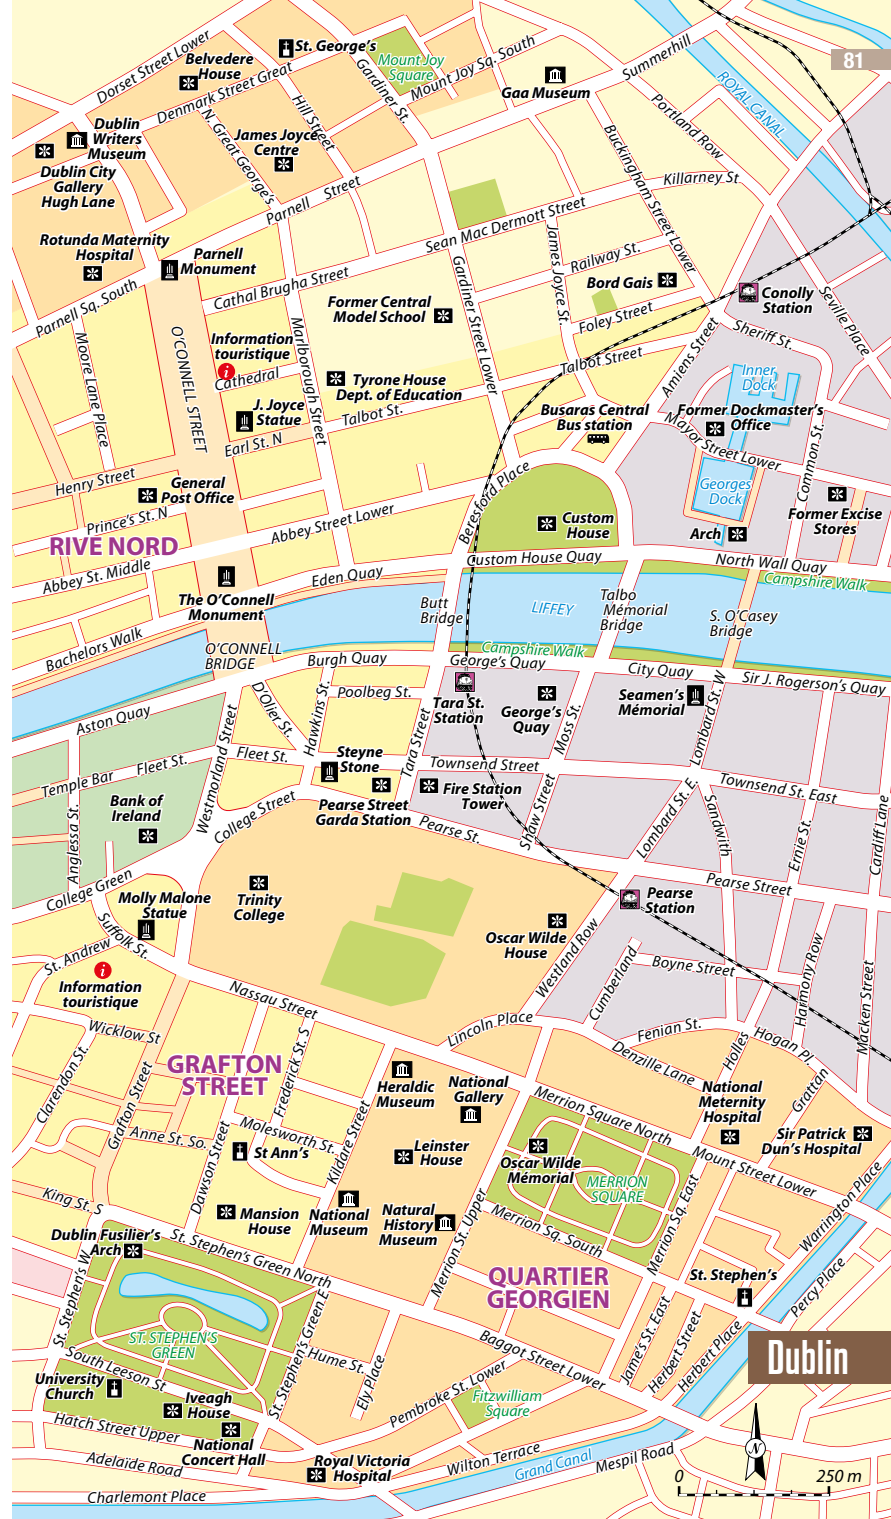 81
Dorset Street Lower
Belvedere
House
St. George's
Mount Joy
Square
Gardiner St.
Mount Joy Sq. South
Summerhill
ROYAL CANAL
Denmark Street Great
Hill Street
Gaa Museum
Portland Row
Dublin
Writers
Museum
N. Great George's
James Joyce
Centre
Buckingham Street Lower
Dublin City
Gallery
Hugh Lane
Parnell Street
Killarney St
Sean Mac Dermott Street
Rotunda Maternity
Hospital
Parnell
Monument
James Joyce St.
Railway St.
Cathal Brugha Street
Gardiner Street Lower
Bord Gais
Conolly
Station
Seville Place
Parnell Sq. South
Former Central
Model School
Foley Street
Moore Lane Place
O'CONNELL STREET
Information
touristique
Marlborough Street
Amiens Street
Sheriff St.
Talbot Street
Cathedral
Tyrone House
Dept. of Education
Inner
Dock
J. Joyce
Statue
Talbot St.
Busaras Central
Bus station
Former Dockmaster's
Office
Earl St. N
Mayor Street Lower
Common St.
Henry Street
General
Post Office
Beresford Place
Georges
Dock
Prince's St. N
Abbey Street Lower
Custom
House
Former Excise
Stores
Arch
RIVE NORD
Custom House Quay
North Wall Quay
Campshire Walk
Abbey St. Middle
Eden Quay
The O'Connell
Monument
Butt
Bridge
LIFFEY
Talbo
Mémorial
Bridge
S. O'Casey
Bridge
Bachelors Walk
O'CONNELL
BRIDGE
Campshire Walk
Burgh Quay
George's Quay
City Quay
Sir J. Rogerson's Quay
D'Olier St.
Hawkins St.
Poolbeg St.
Tara St.
Station
George's
Quay
Moss St.
Seamen's
Mémorial
Lombard St. W
Aston Quay
Westmorland Street
Tara Street
Fleet St.
Fleet St.
Steyne
Stone
Townsend Street
Townsend St. East
Temple Bar
Bank of
Ireland
Pearse Street
Garda Station
Fire Station
Tower
Shaw Street
Lombard St. E.
Sandwith
Ernie St.
Cardiff Lane
Anglessa St.
College Street
Pearse St.
College Green
Pearse Street
Molly Malone
Statue
Trinity
College
Pearse
Station
Suffolk St.
Oscar Wilde
House
Westland Row
St. Andrew
Cumberland
Boyne Street
Harmony Row
Macken Street
Information
touristique
Nassau Street
Lincoln Place
Fenian St.
Wicklow St
Holles
Hogan Pl.
Denzille Lane
Clarendon St.
GRAFTON
STREET
Frederick St. S
Heraldic
Museum
National
Gallery
National
Meternity
Hospital
Grattan
Grafton Street
Merrion Square North
Anne St. So.
Molesworth St.
Kildare Street
Sir Patrick
Dun's Hospital
St Ann's
Leinster
House
Oscar Wilde
Mémorial
MERRION
SQUARE
Mount Street Lower
Dawson Street
King St. S
Mansion
House
National
Museum
Natural
History
Museum
Merrion St. Upper
Merrion Sq. South
Merrion Sq. East
Warrington Place
Dublin Fusilier's
Arch
St. Stephen's Green North
St. Stephen's W
QUARTIER
GEORGIEN
St. Stephen's
Percy Place
ST. STEPHEN'S
GREEN
St. Stephen's Green E
James's St. East
Herbert Street
Herbert Place
Baggot Street Lower
Dublin
South Leeson St
Hume St.
Ely Place
Pembroke St. Lower
University
Church
Fitzwilliam
Square
Iveagh
House
Hatch Street Upper
National
Concert Hall
Adelaide Road
Royal Victoria
Hospital
Wilton Terrace
Grand Canal
Mespil Road
N
0 250 m
Charlemont Place